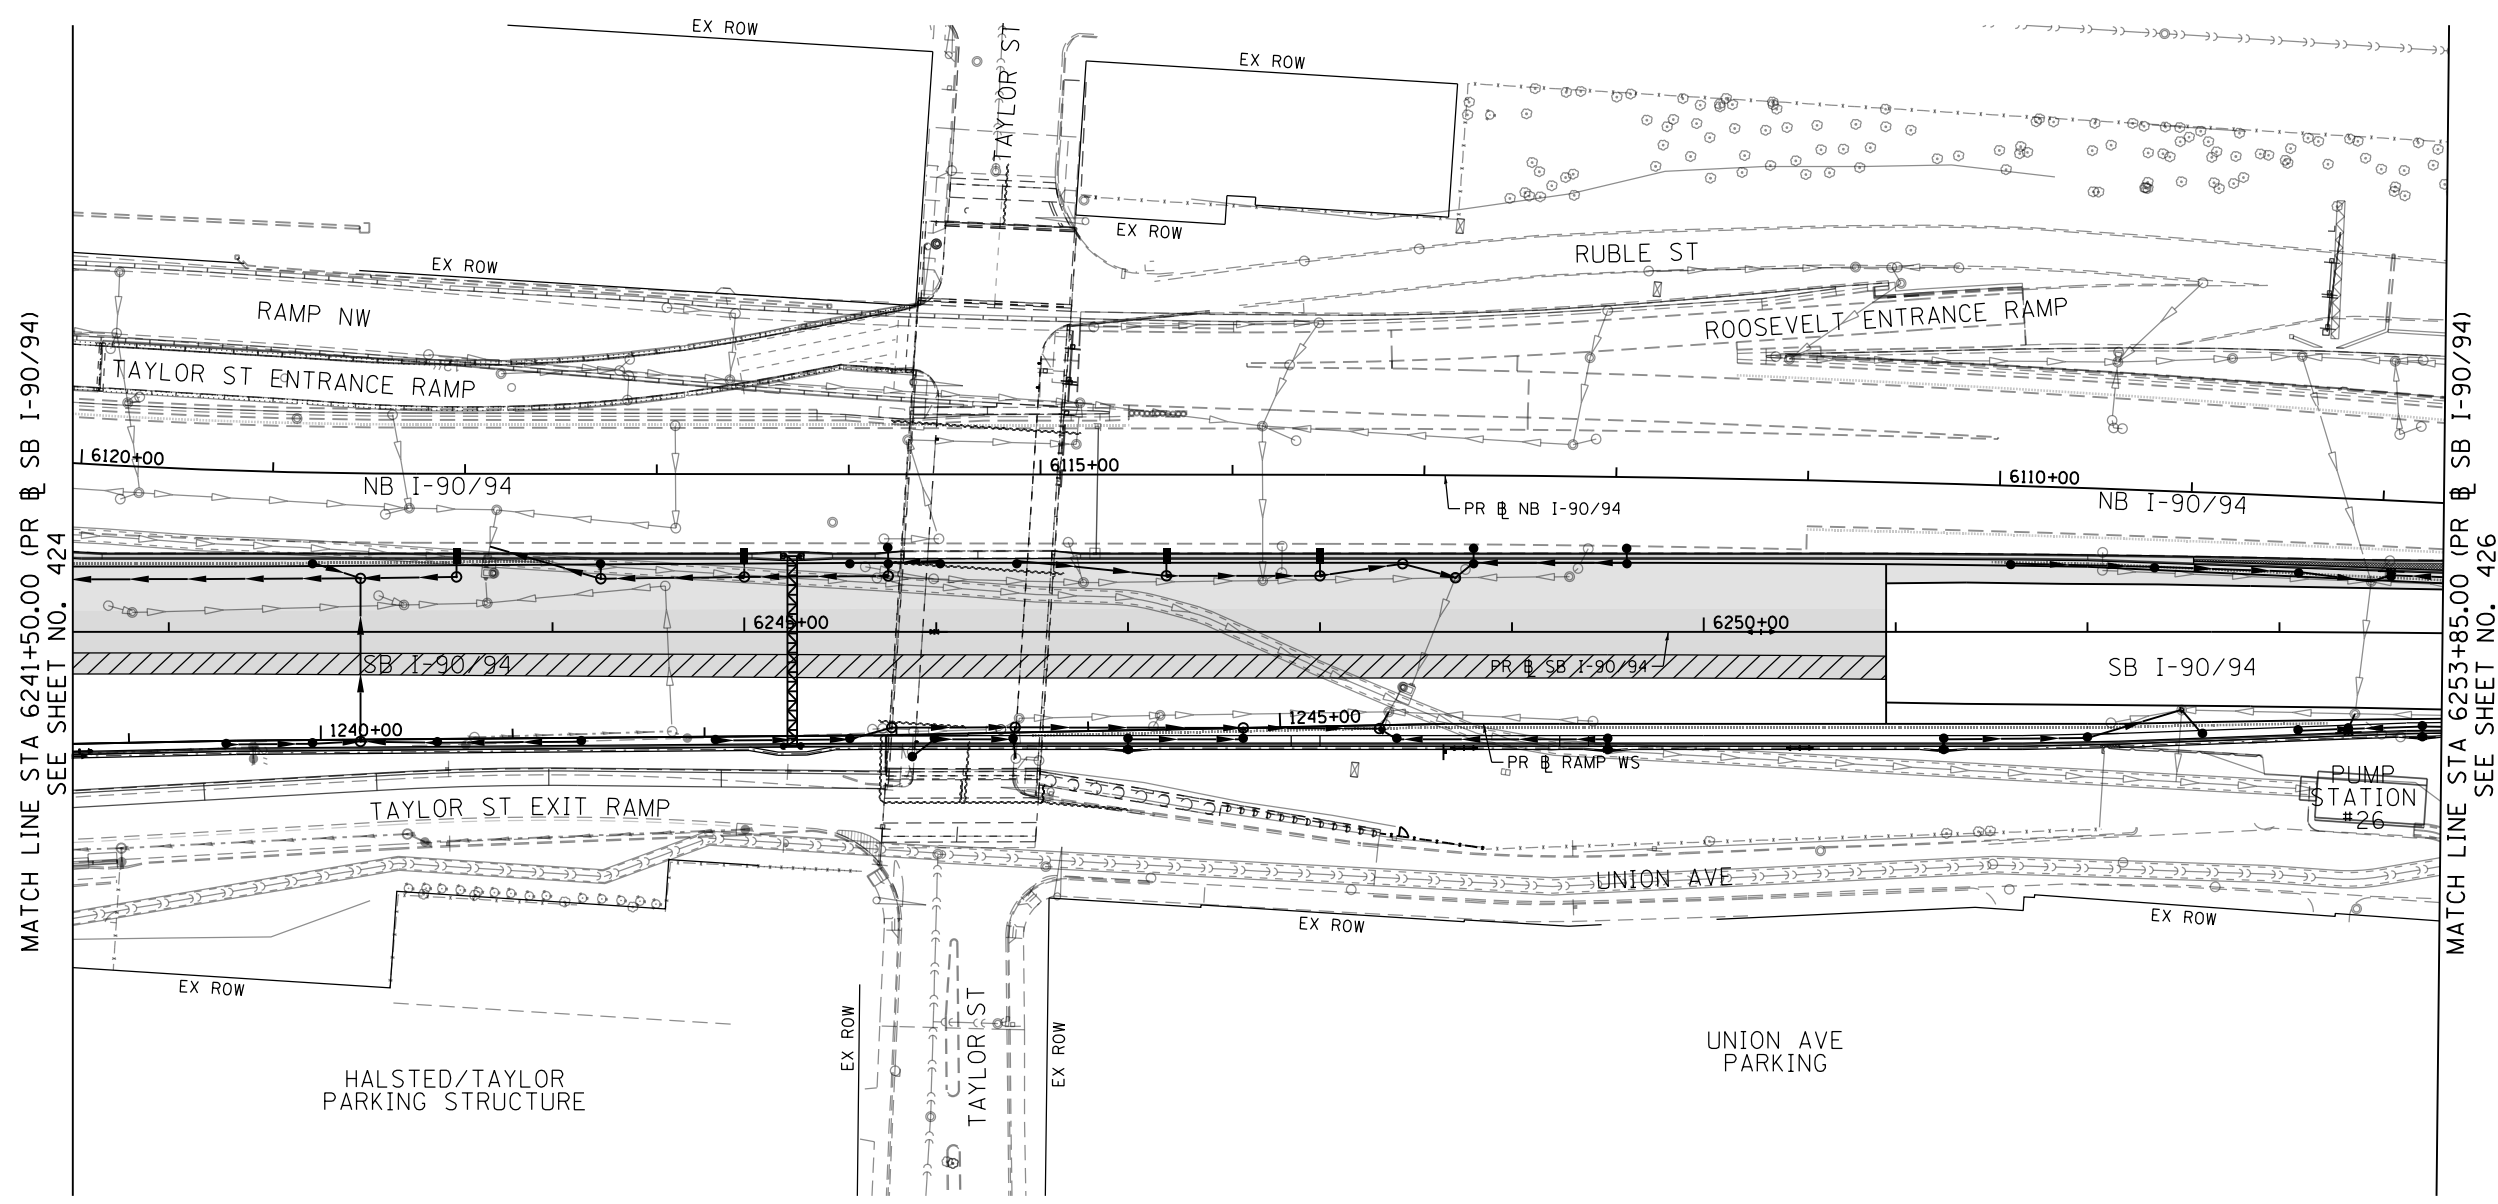 EX ROW
TAYLOR ST
EX ROW
EX ROW
RUBLE ST
EX ROW
RAMP NW
ROOSEVELT ENTRANCE RAMP
TAYLOR ST ENTRANCE RAMP
MATCH LINE STA 6241+50.00 (PR BL SB I-90/94)
SEE SHEET NO. 424
MATCH LINE STA 6253+85.00 (PR BL SB I-90/94)
SEE SHEET NO. 426
6120+00
6115+00
6110+00
NB I-90/94
PR BL NB I-90/94
NB I-90/94
6245+00
6250+00
SB I-90/94
PR BL SB I-90/94
SB I-90/94
1240+00
1245+00
PR BL RAMP WS
PUMP
STATION
#26
TAYLOR ST EXIT RAMP
UNION AVE
EX ROW
EX ROW
EX ROW
EX ROW
TAYLOR ST
EX ROW
UNION AVE
PARKING
HALSTED/TAYLOR
PARKING STRUCTURE